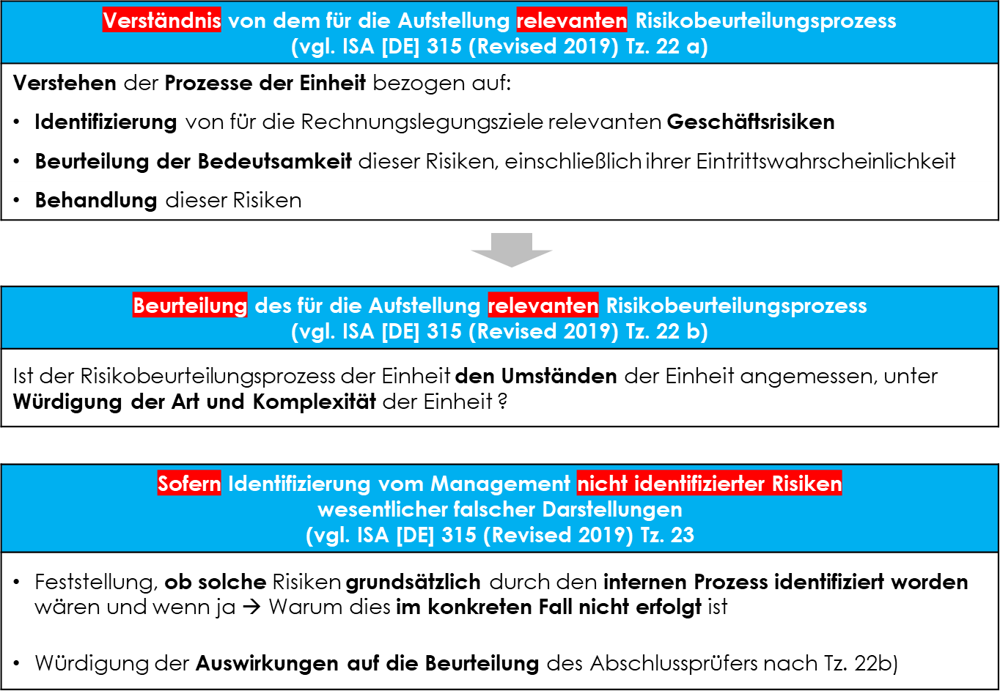 Verständnis von dem für die Aufstellung relevanten Risikobeurteilungsprozess
(vgl. ISA [DE] 315 (Revised 2019) Tz. 22 a)
Verstehen der Prozesse der Einheit bezogen auf:
• Identifizierung von für die Rechnungslegungsziele relevanten Geschäftsrisiken
• Beurteilung der Bedeutsamkeit dieser Risiken, einschließlich ihrer Eintrittswahrscheinlichkeit
• Behandlung dieser Risiken
Beurteilung des für die Aufstellung relevanten Risikobeurteilungsprozess
(vgl. ISA [DE] 315 (Revised 2019) Tz. 22 b)
Ist der Risikobeurteilungsprozess der Einheit den Umständen der Einheit angemessen, unter
Würdigung der Art und Komplexität der Einheit ?
Sofern Identifizierung vom Management nicht identifizierter Risiken
wesentlicher falscher Darstellungen
(vgl. ISA [DE] 315 (Revised 2019) Tz. 23
• Feststellung, ob solche Risiken grundsätzlich durch den internen Prozess identifiziert worden
wären und wenn ja → Warum dies im konkreten Fall nicht erfolgt ist
• Würdigung der Auswirkungen auf die Beurteilung des Abschlussprüfers nach Tz. 22b)